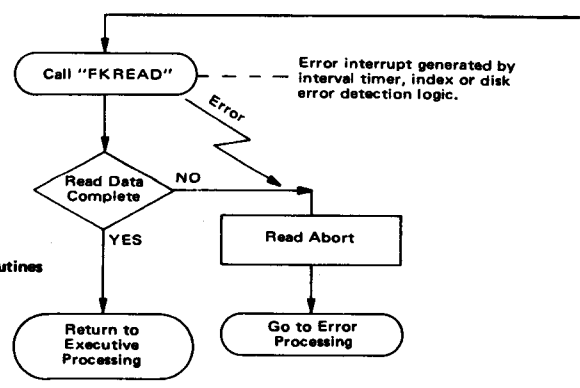 Call "FKREAD"
Error interrupt generated by
interval timer, index or disk
error detection logic.
Error
Read Data
Complete
NO
YES
Read Abort
utines
Return to
Executive
Processing
Go to Error
Processing